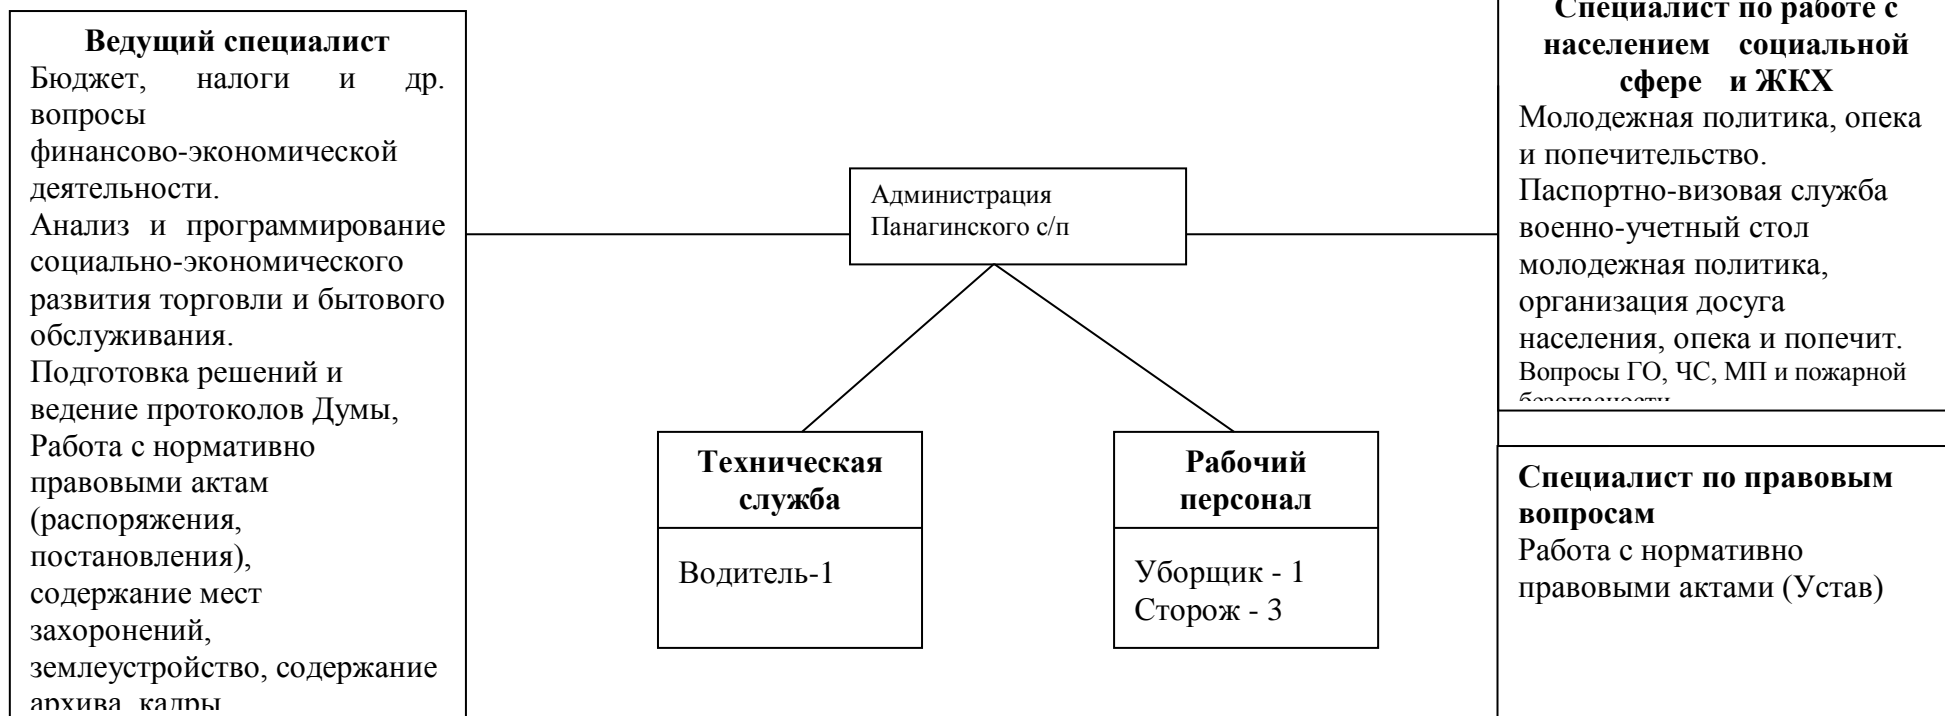 Ведущий специалист
Бюджет, налоги и др.
вопросы
финансово-экономической
деятельности.
Анализ и программирование
социально-экономического
развития торговли и бытового
обслуживания.
Подготовка решений и
ведение протоколов Думы,
Работа с нормативно
правовыми актам
(распоряжения,
постановления),
содержание мест
захоронений,
землеустройство, содержание
архива кадры
Администрация
Панагинского с/п
Техническая
служба
Водитель-1
Рабочий
персонал
Уборщик - 1
Сторож - 3
Специалист по работе с
населением социальной
сфере и ЖКХ
Молодежная политика, опека
и попечительство.
Паспортно-визовая служба
военно-учетный стол
молодежная политика,
организация досуга
населения, опека и попечит.
Вопросы ГО, ЧС, МП и пожарной
безопасности
Специалист по правовым
вопросам
Работа с нормативно
правовыми актами (Устав)